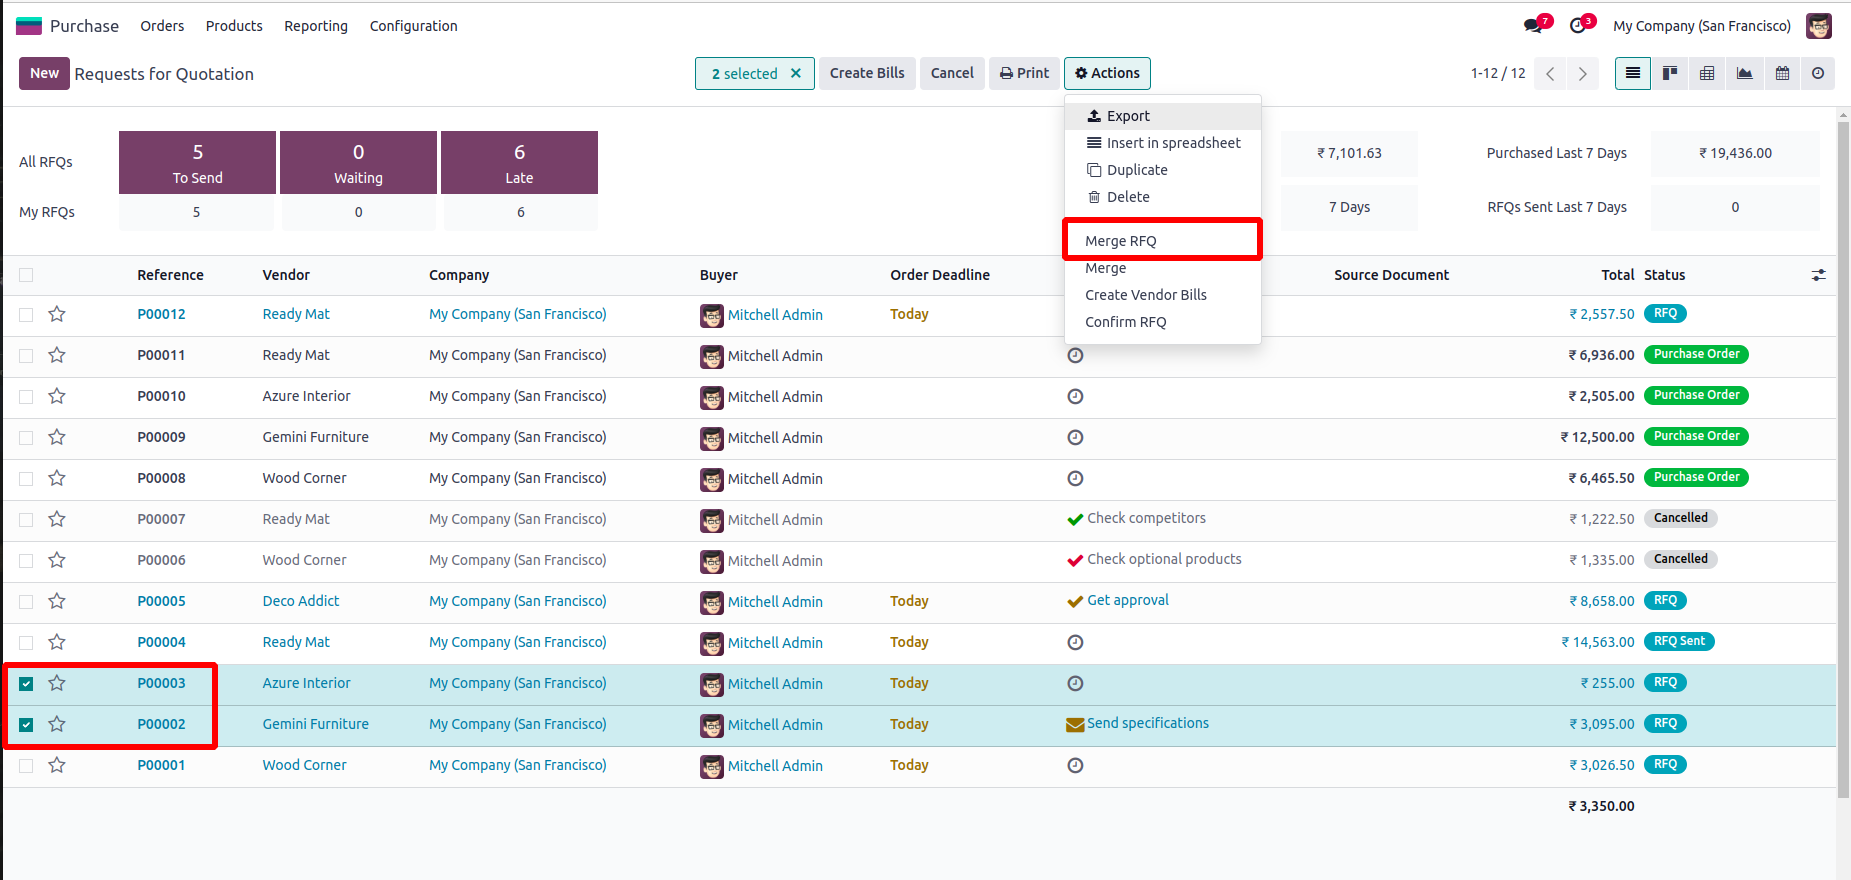 Purchase Orders Products Reporting Configuration 7 3 My Company (San Francisco)
New Requests for Quotation 2 selected × Create Bills Cancel Print Actions 1-12 / 12
Export
Insert in spreadsheet
Duplicate
Delete
Merge RFQ
Merge
Create Vendor Bills
Confirm RFQ
All RFQs 5 0 6
To Send Waiting Late
My RFQs 5 0 6
₹ 7,101.63 Purchased Last 7 Days ₹ 19,436.00
7 Days RFQs Sent Last 7 Days 0
Reference Vendor Company Buyer Order Deadline Source Document Total Status
P00012 Ready Mat My Company (San Francisco) Mitchell Admin Today ₹ 2,557.50 RFQ
P00011 Ready Mat My Company (San Francisco) Mitchell Admin ₹ 6,936.00 Purchase Order
P00010 Azure Interior My Company (San Francisco) Mitchell Admin ₹ 2,505.00 Purchase Order
P00009 Gemini Furniture My Company (San Francisco) Mitchell Admin ₹ 12,500.00 Purchase Order
P00008 Wood Corner My Company (San Francisco) Mitchell Admin ₹ 6,465.50 Purchase Order
P00007 Ready Mat My Company (San Francisco) Mitchell Admin Check competitors ₹ 1,222.50 Cancelled
P00006 Wood Corner My Company (San Francisco) Mitchell Admin Check optional products ₹ 1,335.00 Cancelled
P00005 Deco Addict My Company (San Francisco) Mitchell Admin Today Get approval ₹ 8,658.00 RFQ
P00004 Ready Mat My Company (San Francisco) Mitchell Admin Today ₹ 14,563.00 RFQ Sent
P00003 Azure Interior My Company (San Francisco) Mitchell Admin Today ₹ 255.00 RFQ
P00002 Gemini Furniture My Company (San Francisco) Mitchell Admin Today Send specifications ₹ 3,095.00 RFQ
P00001 Wood Corner My Company (San Francisco) Mitchell Admin Today ₹ 3,026.50 RFQ
₹ 3,350.00